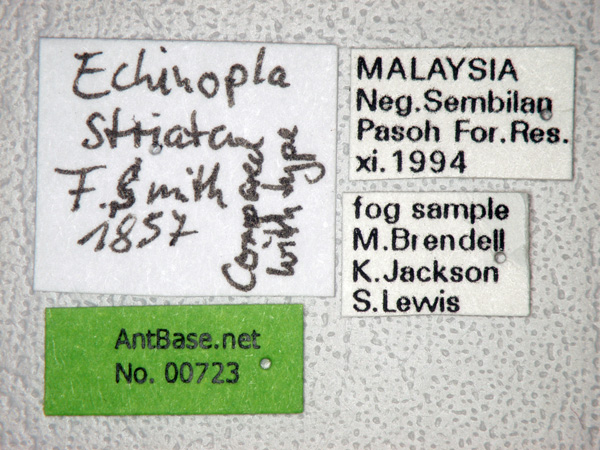 Echinopla
striata
F. Smith
1857
Compared
with type
MALAYSIA
Neg.Sembilan
Pasoh For.Res.
xi.1994
fog sample
M.Brendell
K.Jackson
S.Lewis
AntBase.net
No. 00723